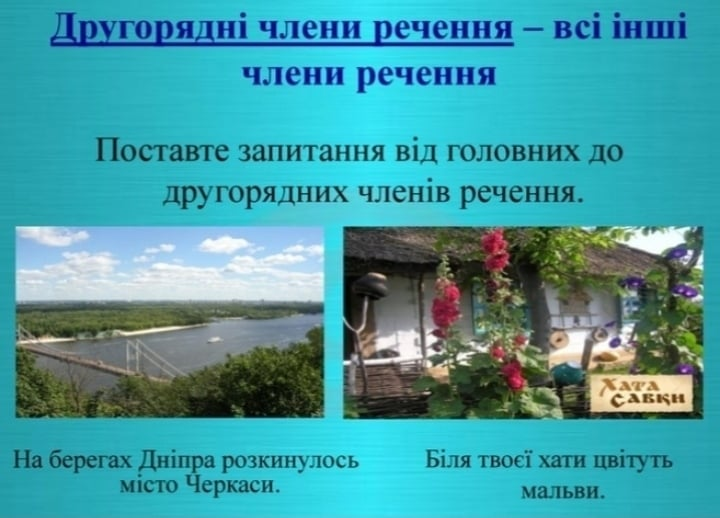 Другорядні члени речення – всі інші
члени речення
Поставте запитання від головних до
другорядних членів речення.
Хата
Савки
На берегах Дніпра розкинулось
місто Черкаси.
Біля твоєї хати цвітуть
мальви.